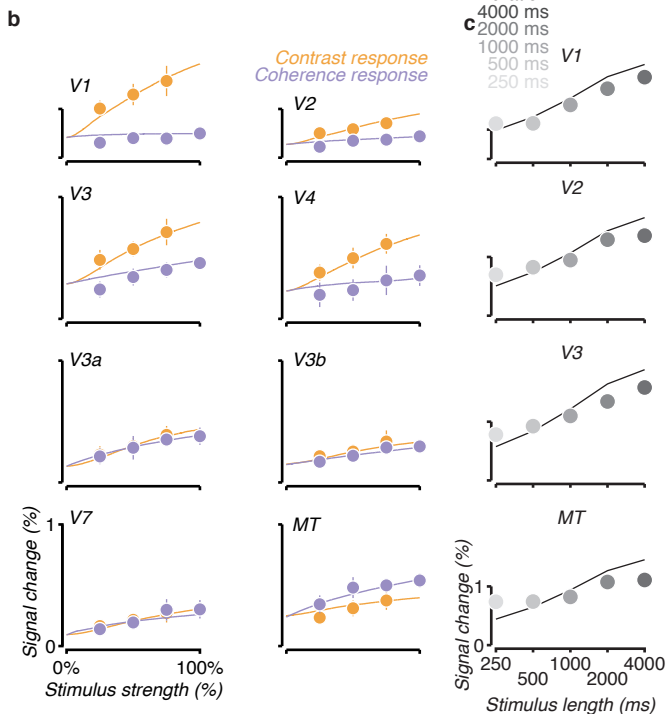 b
c
4000 ms
2000 ms
1000 ms
500 ms
250 ms
Contrast response
Coherence response
V1
V2
V1
V3
V4
V2
V3a
V3b
V3
V7
MT
MT
Signal change (%)
1
0
0%
100%
Stimulus strength (%)
Signal change (%)
1
0
250
500
1000
2000
4000
Stimulus length (ms)